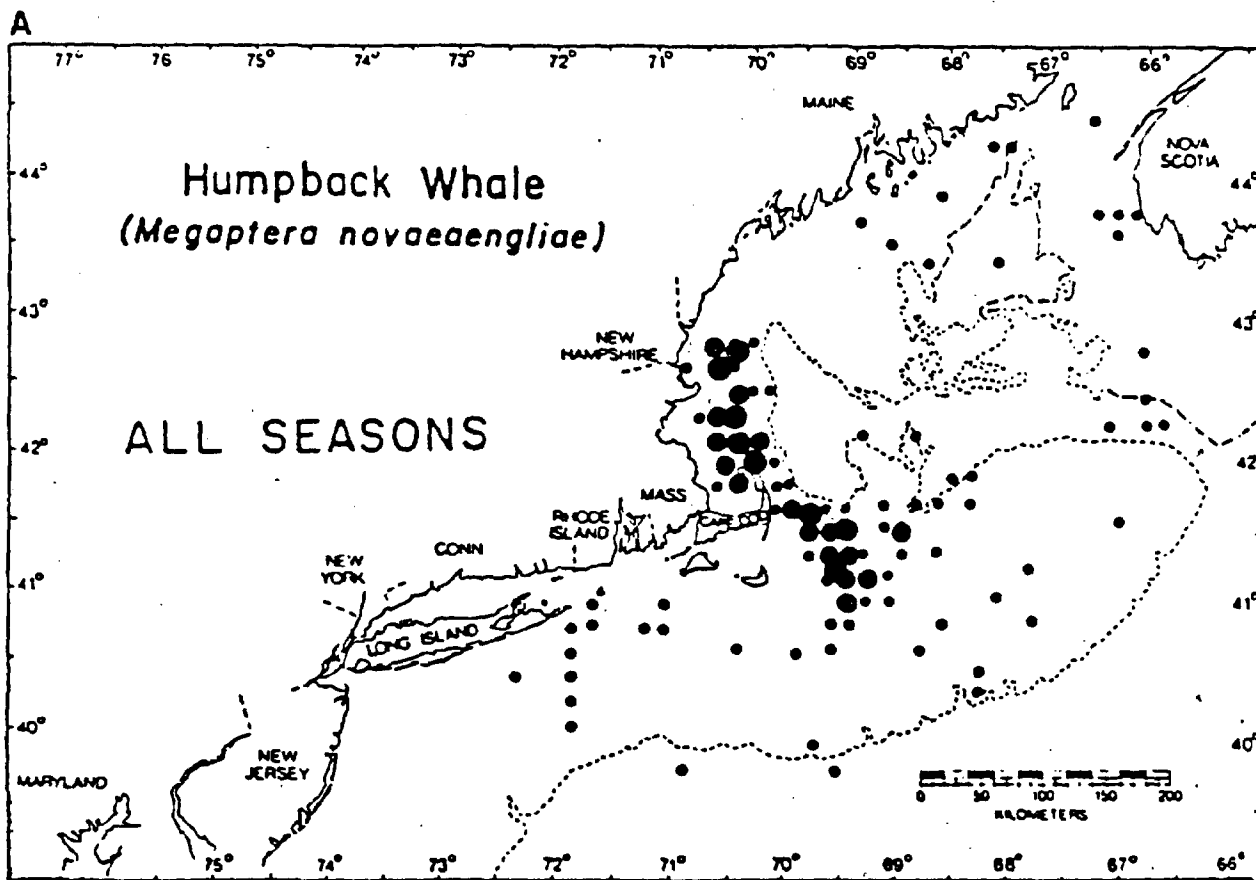 A
77° 76° 75° 74° 73° 72° 71° 70° 69° 68° 67° 66°
MAINE
NOVA
SCOTIA
44° 44°
Humpback Whale
(Megaptera novaeaengliae)
43° 43°
NEW
HAMPSHIRE
ALL SEASONS
42° 42°
MASS
RHODE
ISLAND
CAPE COD
CONN
NEW
YORK
41° 41°
LONG ISLAND
40° 40°
NEW
JERSEY
MARYLAND
0 50 100 150 200
KILOMETERS
75° 74° 73° 72° 71° 70° 69° 68° 67° 66°